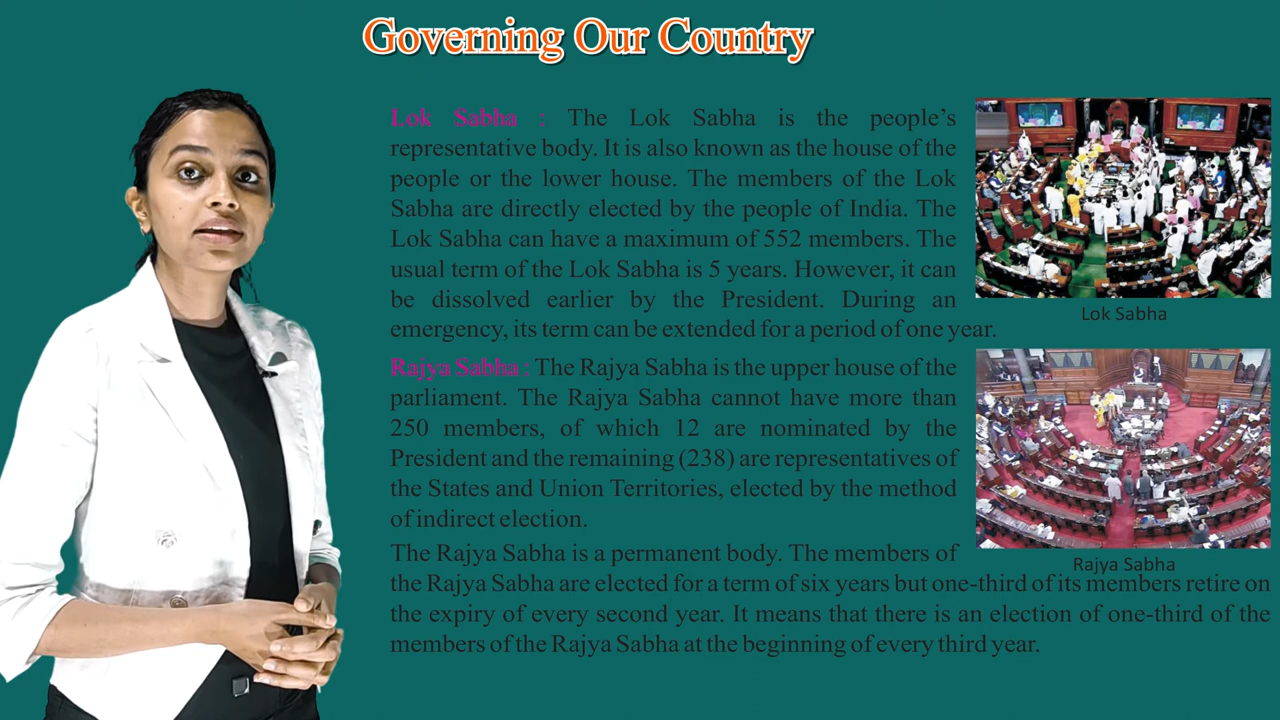 Governing Our Country
Lok Sabha : The Lok Sabha is the people's
representative body. It is also known as the house of the
people or the lower house. The members of the Lok
Sabha are directly elected by the people of India. The
Lok Sabha can have a maximum of 552 members. The
usual term of the Lok Sabha is 5 years. However, it can
be dissolved earlier by the President. During an
emergency, its term can be extended for a period of one year.
Lok Sabha
Rajya Sabha : The Rajya Sabha is the upper house of the
parliament. The Rajya Sabha cannot have more than
250 members, of which 12 are nominated by the
President and the remaining (238) are representatives of
the States and Union Territories, elected by the method
of indirect election.
Rajya Sabha
The Rajya Sabha is a permanent body. The members of
the Rajya Sabha are elected for a term of six years but one-third of its members retire on
the expiry of every second year. It means that there is an election of one-third of the
members of the Rajya Sabha at the beginning of every third year.